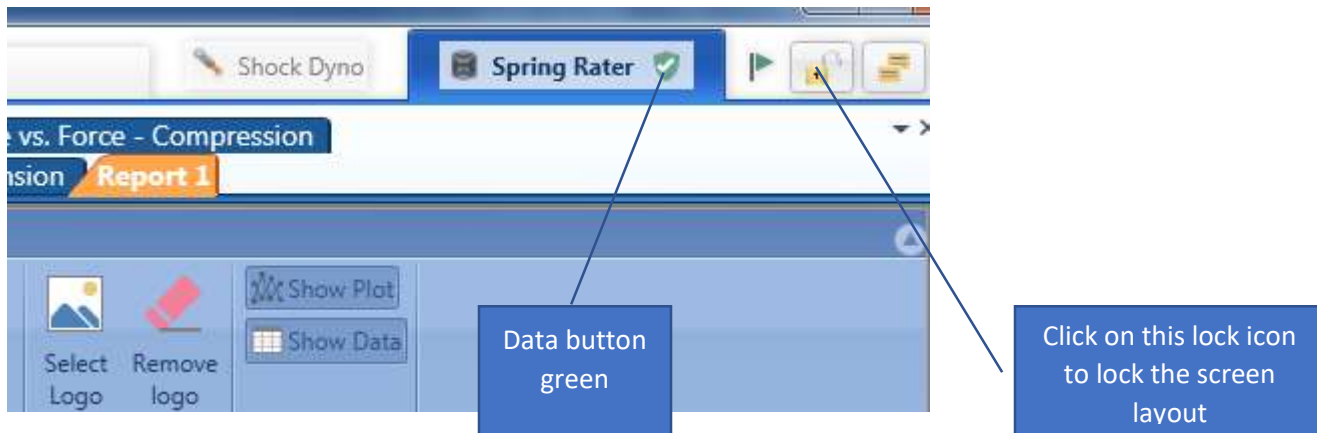 Shock Dyno
Spring Rater
vs. Force - Compression
nsion Report 1
Show Plot
Show Data
Select
Logo
Remove
logo
Data button
green
Click on this lock icon
to lock the screen
layout